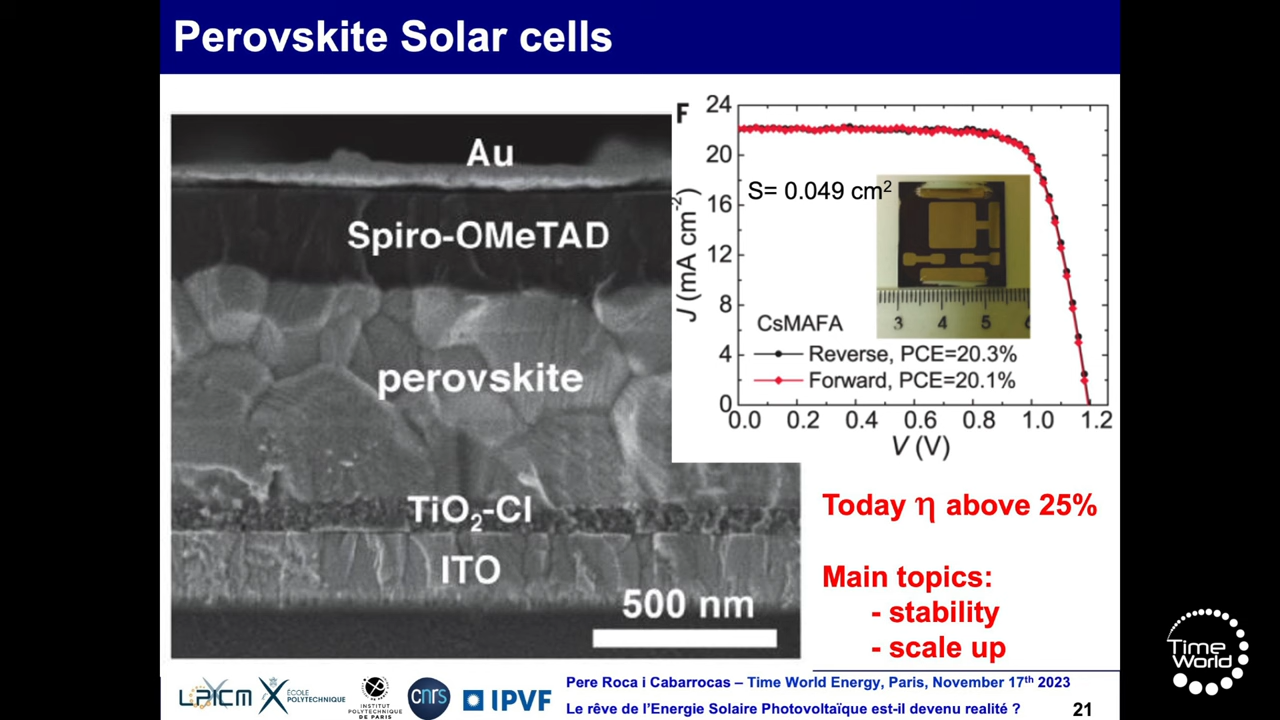 Perovskite Solar cells
Au
Spiro-OMeTAD
perovskite
TiO₂-Cl
ITO
500 nm
F
24
20
16
12
8
4
0
J (mA cm⁻²)
S= 0.049 cm²
3 4 5 6
CsMAFA
Reverse, PCE=20.3%
Forward, PCE=20.1%
0.0 0.2 0.4 0.6 0.8 1.0 1.2
V (V)
Today η above 25%
Main topics:
- stability
- scale up
Time
World
LPICM
ÉCOLE
POLYTECHNIQUE
INSTITUT
POLYTECHNIQUE
DE PARIS
cnrs
IPVF
Pere Roca i Cabarrocas – Time World Energy, Paris, November 17th 2023
Le rêve de l'Energie Solaire Photovoltaïque est-il devenu realité ?
21